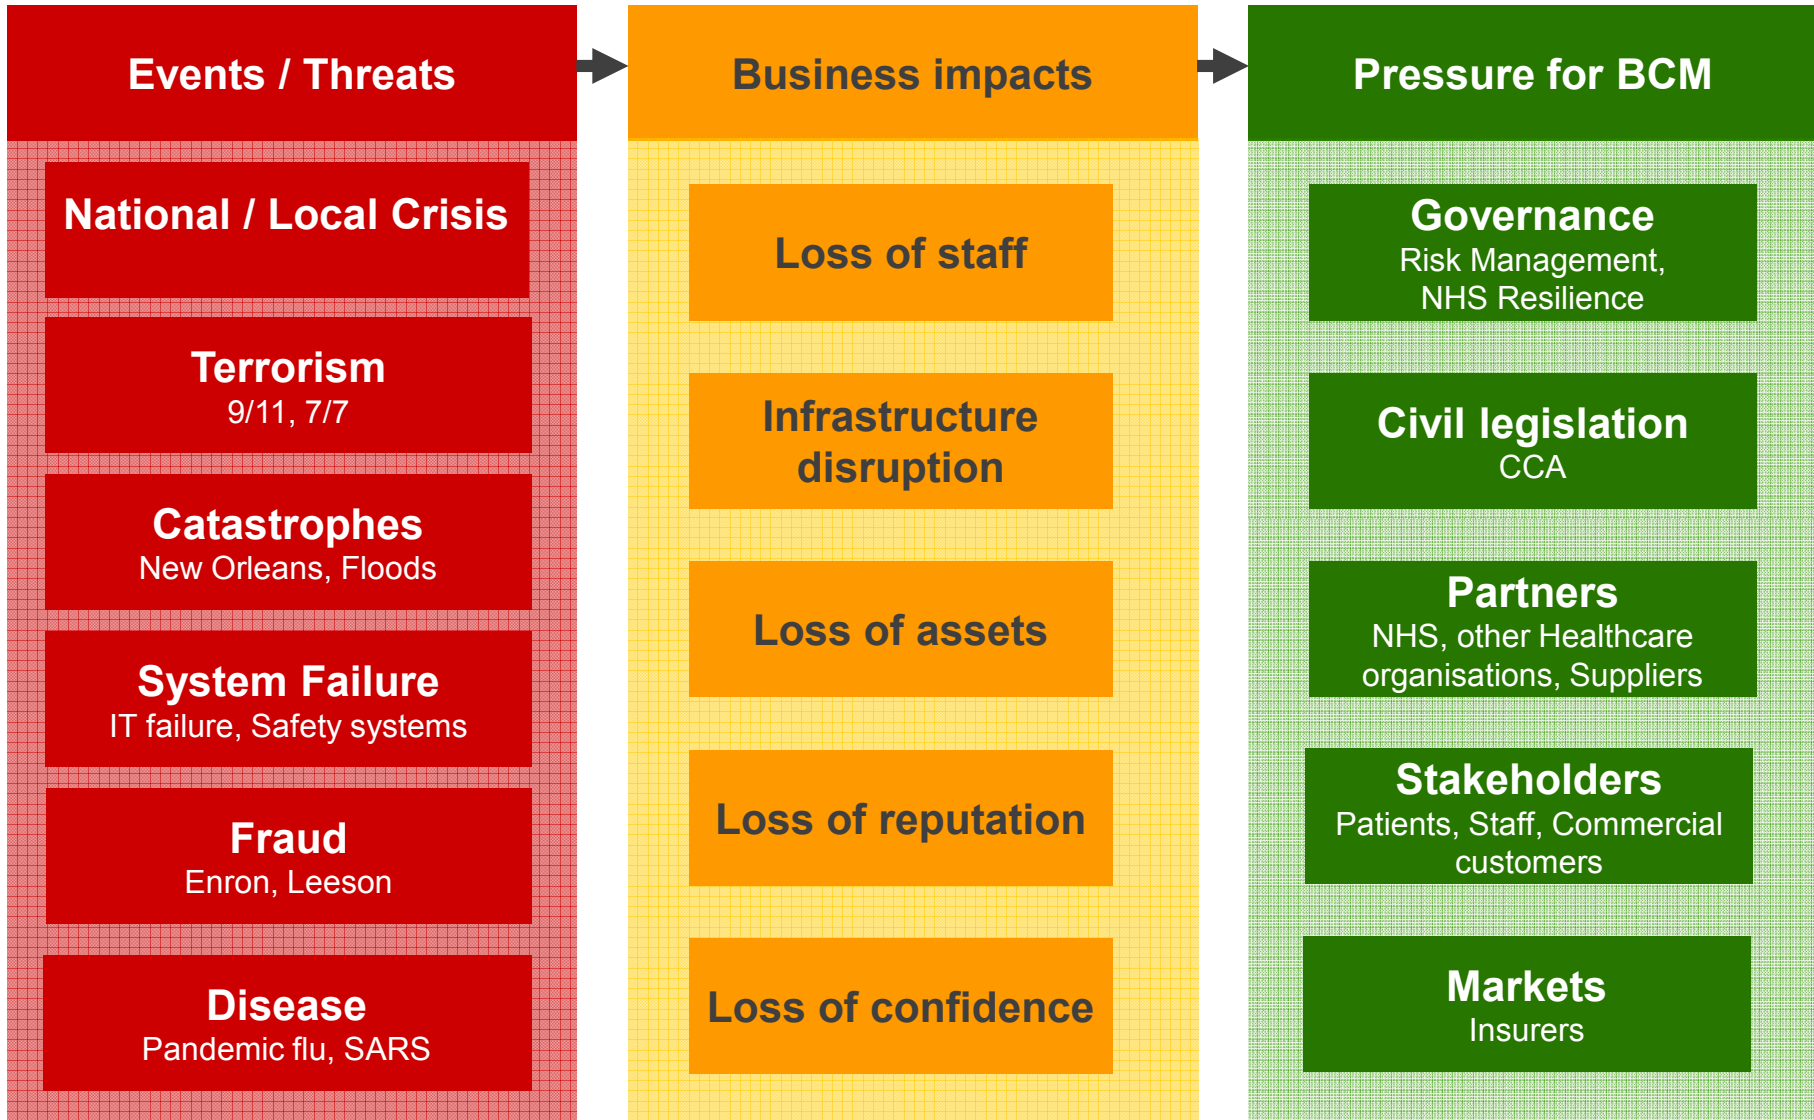 Events / Threats
National / Local Crisis
Terrorism
9/11, 7/7
Catastrophes
New Orleans, Floods
System Failure
IT failure, Safety systems
Fraud
Enron, Leeson
Disease
Pandemic flu, SARS
Business impacts
Loss of staff
Infrastructure
disruption
Loss of assets
Loss of reputation
Loss of confidence
Pressure for BCM
Governance
Risk Management,
NHS Resilience
Civil legislation
CCA
Partners
NHS, other Healthcare
organisations, Suppliers
Stakeholders
Patients, Staff, Commercial
customers
Markets
Insurers